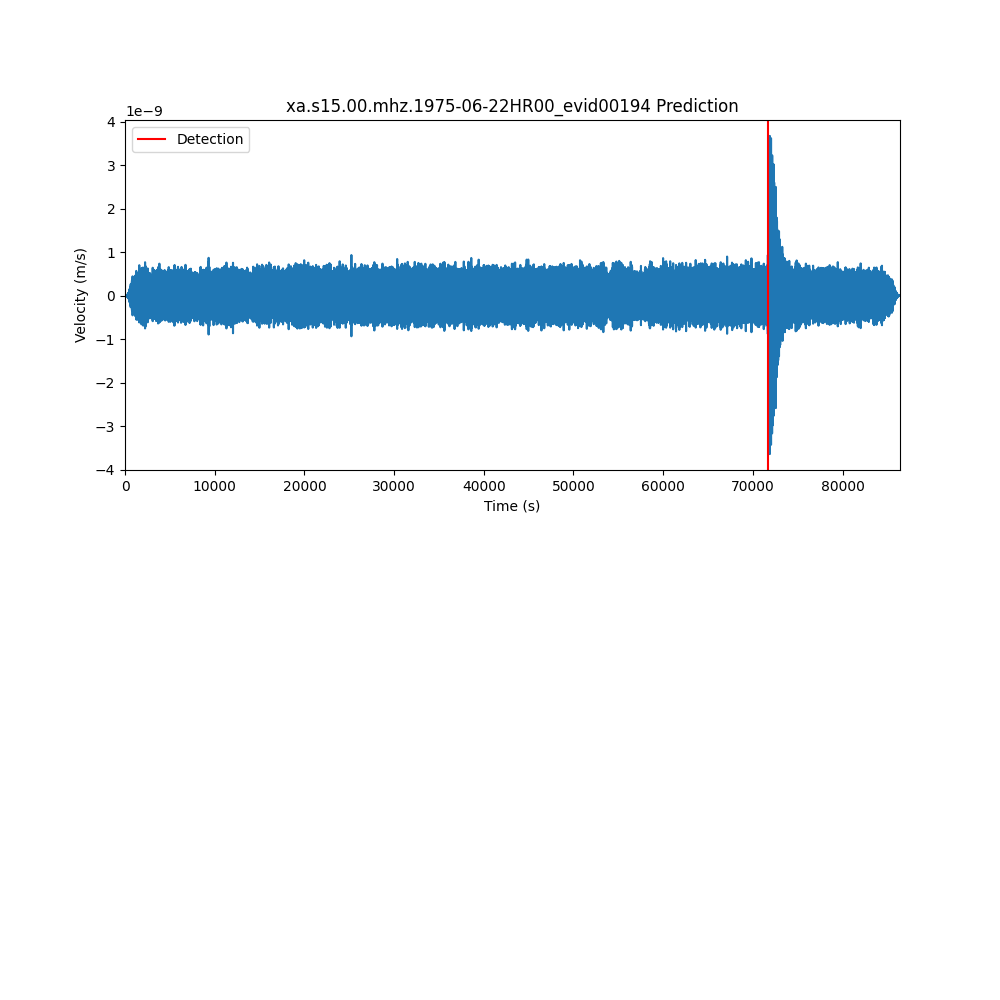 xa.s15.00.mhz.1975-06-22HR00_evid00194 Prediction
1e−9
Detection
4
3
2
1
0
−1
−2
−3
−4
Velocity (m/s)
0 10000 20000 30000 40000 50000 60000 70000 80000
Time (s)